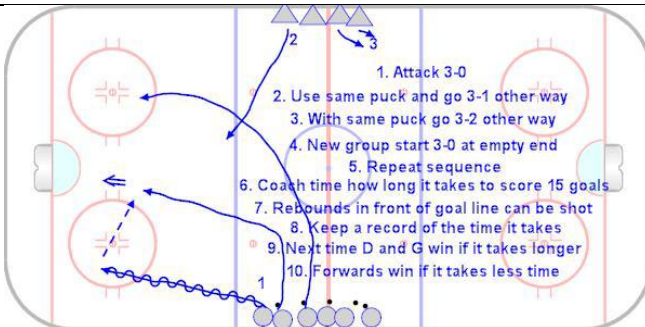 2
3
1. Attack 3-0
2. Use same puck and go 3-1 other way
3. With same puck go 3-2 other way
4. New group start 3-0 at empty end
5. Repeat sequence
6. Coach time how long it takes to score 15 goals
7. Rebounds in front of goal line can be shot
8. Keep a record of the time it takes
9. Next time D and G win if it takes longer
10. Forwards win if it takes less time
1